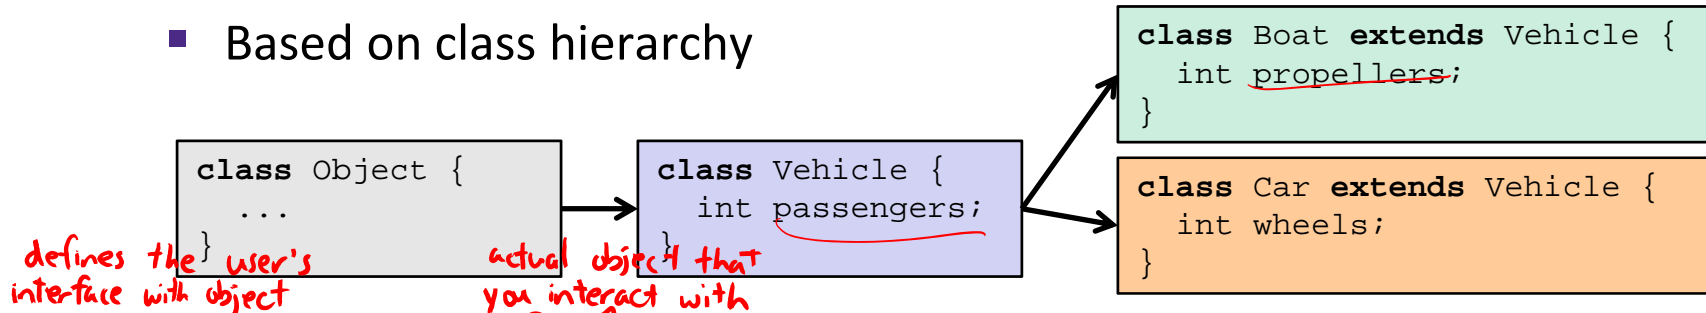 ▪ Based on class hierarchy
class Object {
...
}
class Vehicle {
int passengers;
}
class Boat extends Vehicle {
int propellers;
}
class Car extends Vehicle {
int wheels;
}
defines the user's
interface with object
actual object that
you interact with